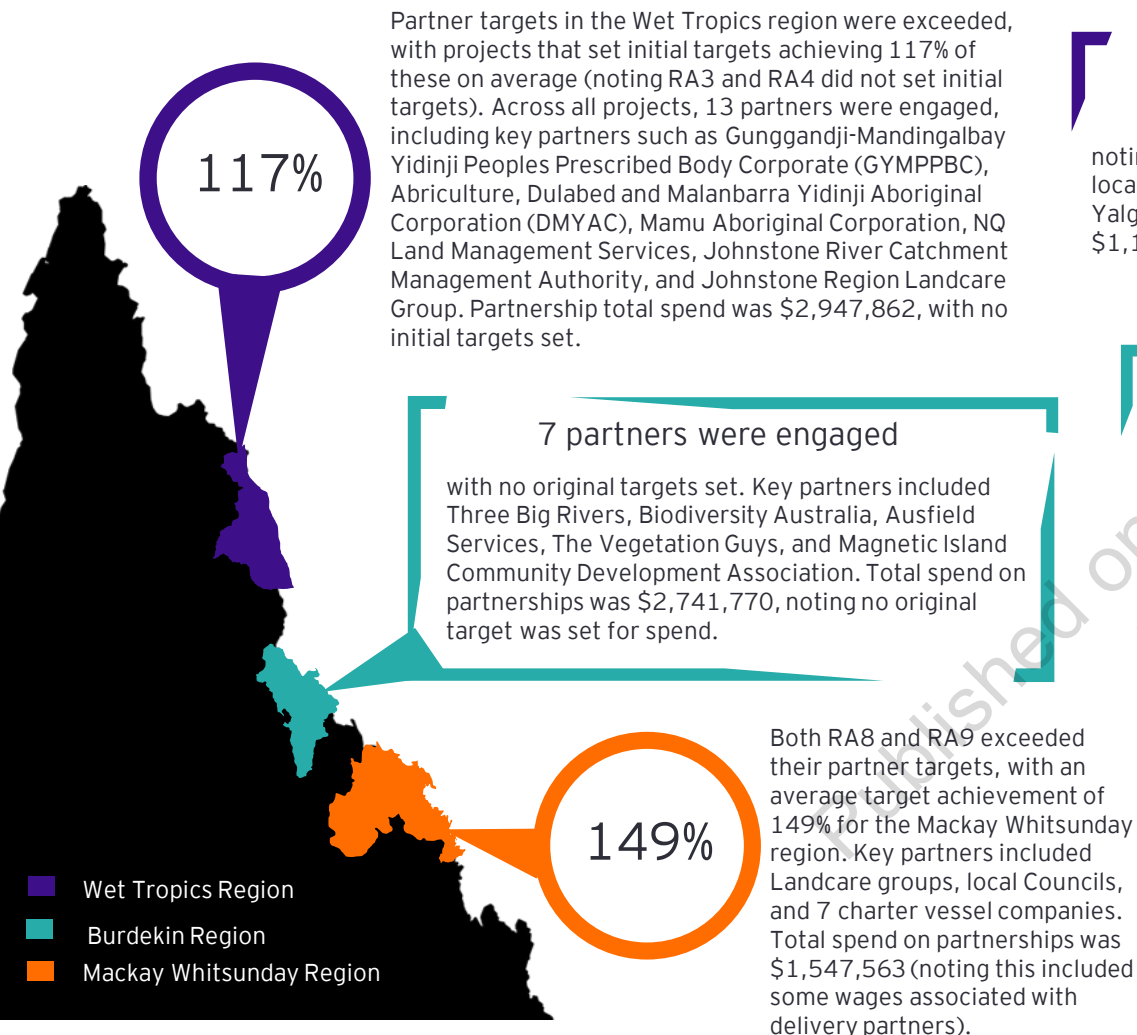 Partner targets in the Wet Tropics region were exceeded,
with projects that set initial targets achieving 117% of
these on average (noting RA3 and RA4 did not set initial
targets). Across all projects, 13 partners were engaged,
including key partners such as Gunggandji-Mandingalbay
Yidinji Peoples Prescribed Body Corporate (GYMPPBC),
Abriculture, Dulabed and Malanbarra Yidinji Aboriginal
Corporation (DMYAC), Mamu Aboriginal Corporation, NQ
Land Management Services, Johnstone River Catchment
Management Authority, and Johnstone Region Landcare
Group. Partnership total spend was $2,947,862, with no
initial targets set.
117%
7 partners were engaged
with no original targets set. Key partners included
Three Big Rivers, Biodiversity Australia, Ausfield
Services, The Vegetation Guys, and Magnetic Island
Community Development Association. Total spend on
partnerships was $2,741,770, noting no original
target was set for spend.
149%
Both RA8 and RA9 exceeded
their partner targets, with an
average target achievement of
149% for the Mackay Whitsunday
region. Key partners included
Landcare groups, local Councils,
and 7 charter vessel companies.
Total spend on partnerships was
$1,547,563 (noting this included
some wages associated with
delivery partners).
Wet Tropics Region
Burdekin Region
Mackay Whitsunday Region
Published